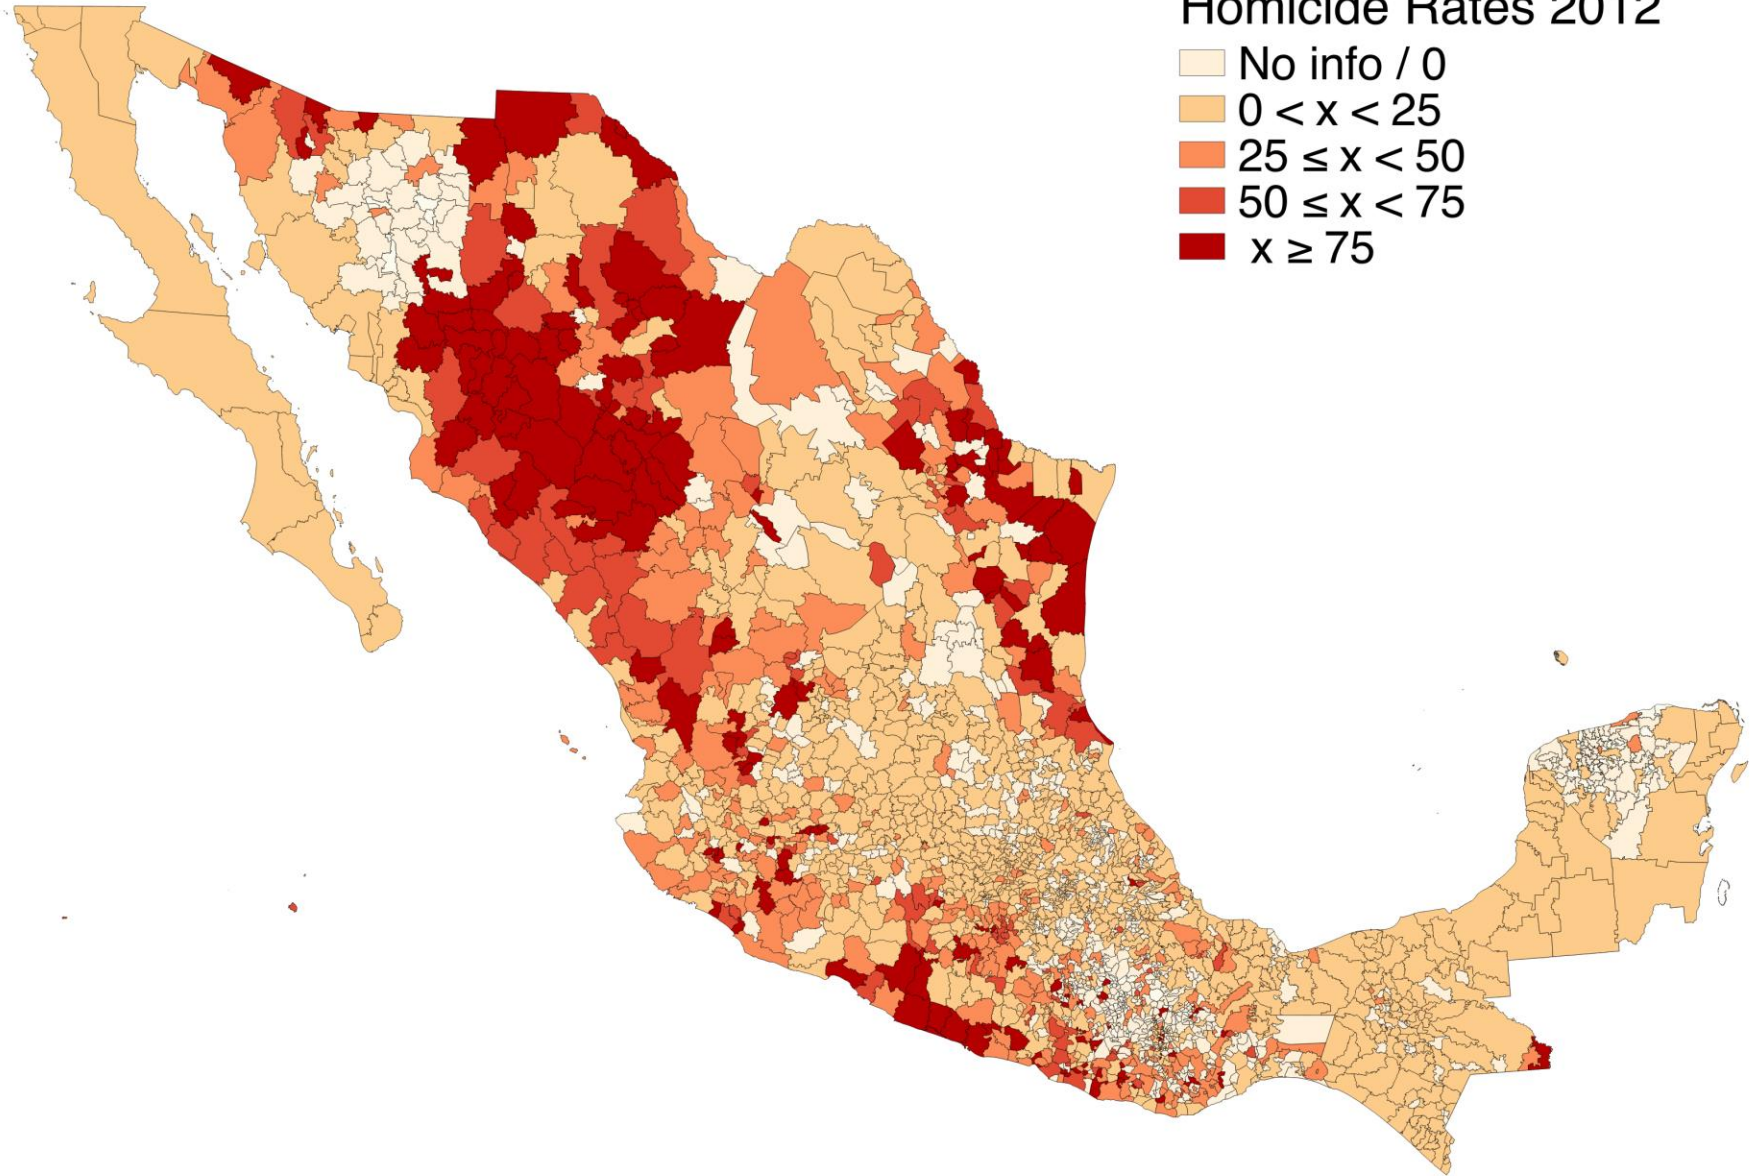 Homicide Rates 2012
No info / 0
0 < x < 25
25 ≤ x < 50
50 ≤ x < 75
x ≥ 75